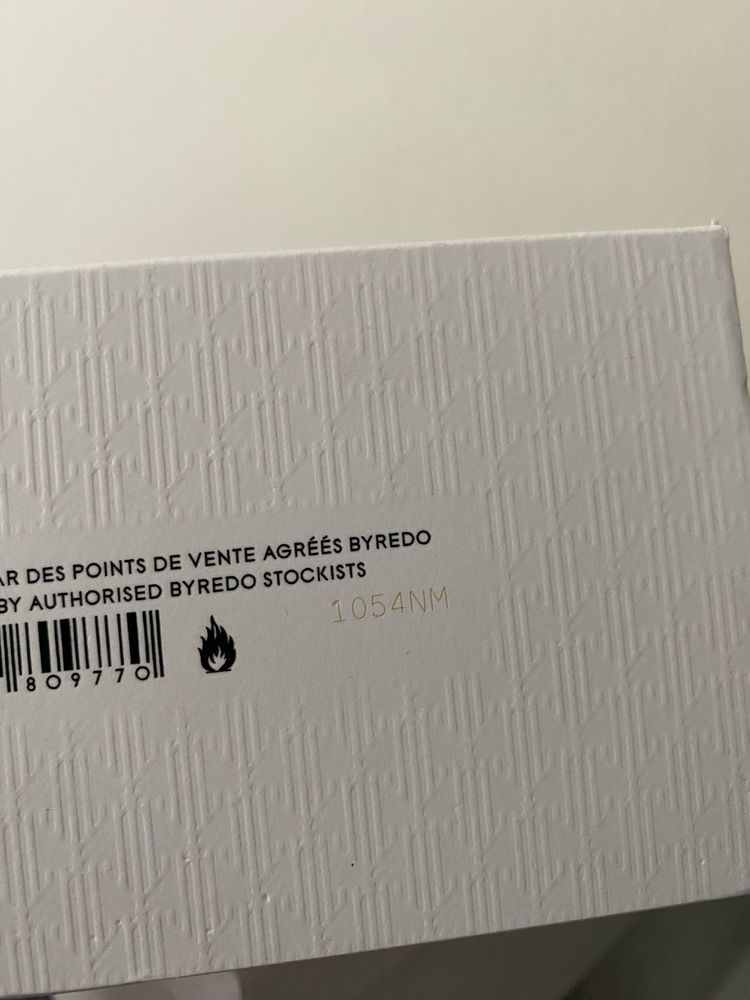 AR DES POINTS DE VENTE AGRÉÉS BYREDO
BY AUTHORISED BYREDO STOCKISTS
1054NM
809770